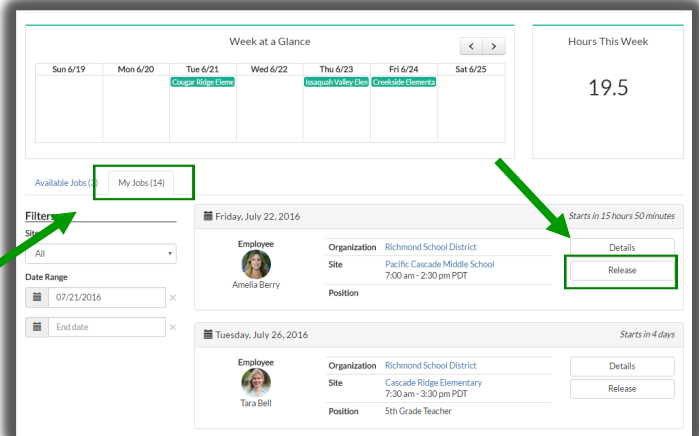 Week at a Glance
< >
Hours This Week
Sun 6/19 Mon 6/20 Tue 6/21 Wed 6/22 Thu 6/23 Fri 6/24 Sat 6/25
Cougar Ridge Eleme Issaquah Valley Elen Creekside Elementa
19.5
Available Jobs ( ) My Jobs (14)
Filters
Site
All
Date Range
07/21/2016 ×
End date ×
Friday, July 22, 2016 Starts in 15 hours 50 minutes
Employee
Amelia Berry
Organization Richmond School District
Site Pacific Cascade Middle School
7:00 am - 2:30 pm PDT
Position
Details
Release
Tuesday, July 26, 2016 Starts in 4 days
Employee
Tara Bell
Organization Richmond School District
Site Cascade Ridge Elementary
7:30 am - 3:30 pm PDT
Position 5th Grade Teacher
Details
Release